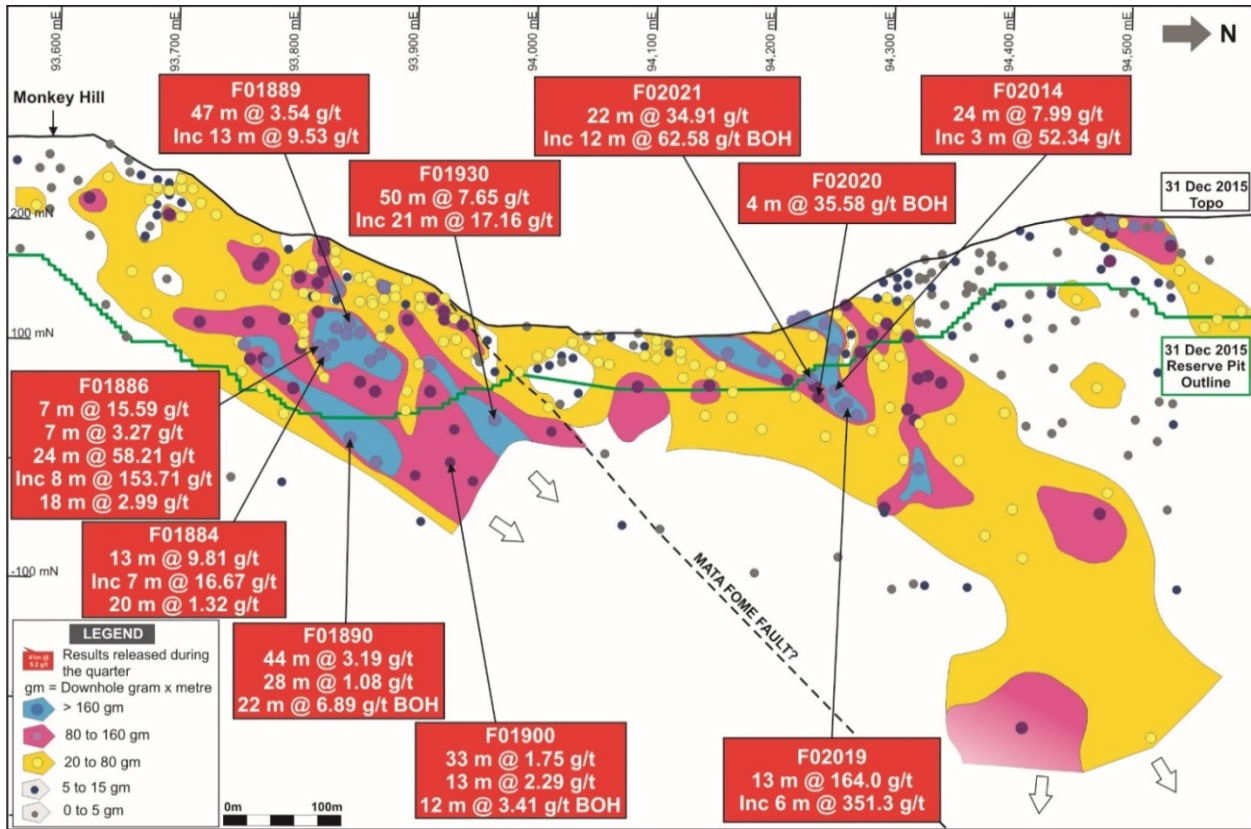 93,600 mE
93,700 mE
93,800 mE
93,900 mE
94,000 mE
94,100 mE
94,200 mE
94,300 mE
94,400 mE
94,500 mE
N
Monkey Hill
F01889
47 m @ 3.54 g/t
Inc 13 m @ 9.53 g/t
F02021
22 m @ 34.91 g/t
Inc 12 m @ 62.58 g/t BOH
F02014
24 m @ 7.99 g/t
Inc 3 m @ 52.34 g/t
F01930
50 m @ 7.65 g/t
Inc 21 m @ 17.16 g/t
F02020
4 m @ 35.58 g/t BOH
31 Dec 2015
Topo
200 mN
100 mN
31 Dec 2015
Reserve Pit
Outline
F01886
7 m @ 15.59 g/t
7 m @ 3.27 g/t
24 m @ 58.21 g/t
Inc 8 m @ 153.71 g/t
18 m @ 2.99 g/t
F01884
13 m @ 9.81 g/t
Inc 7 m @ 16.67 g/t
20 m @ 1.32 g/t
-100 mN
MATA FOME FAULT?
F01890
44 m @ 3.19 g/t
28 m @ 1.08 g/t
22 m @ 6.89 g/t BOH
F01900
33 m @ 1.75 g/t
13 m @ 2.29 g/t
12 m @ 3.41 g/t BOH
F02019
13 m @ 164.0 g/t
Inc 6 m @ 351.3 g/t
LEGEND
41m @
5.2 g/t
Results released during
the quarter
gm = Downhole gram x metre
> 160 gm
80 to 160 gm
20 to 80 gm
5 to 15 gm
0 to 5 gm
0m
100m